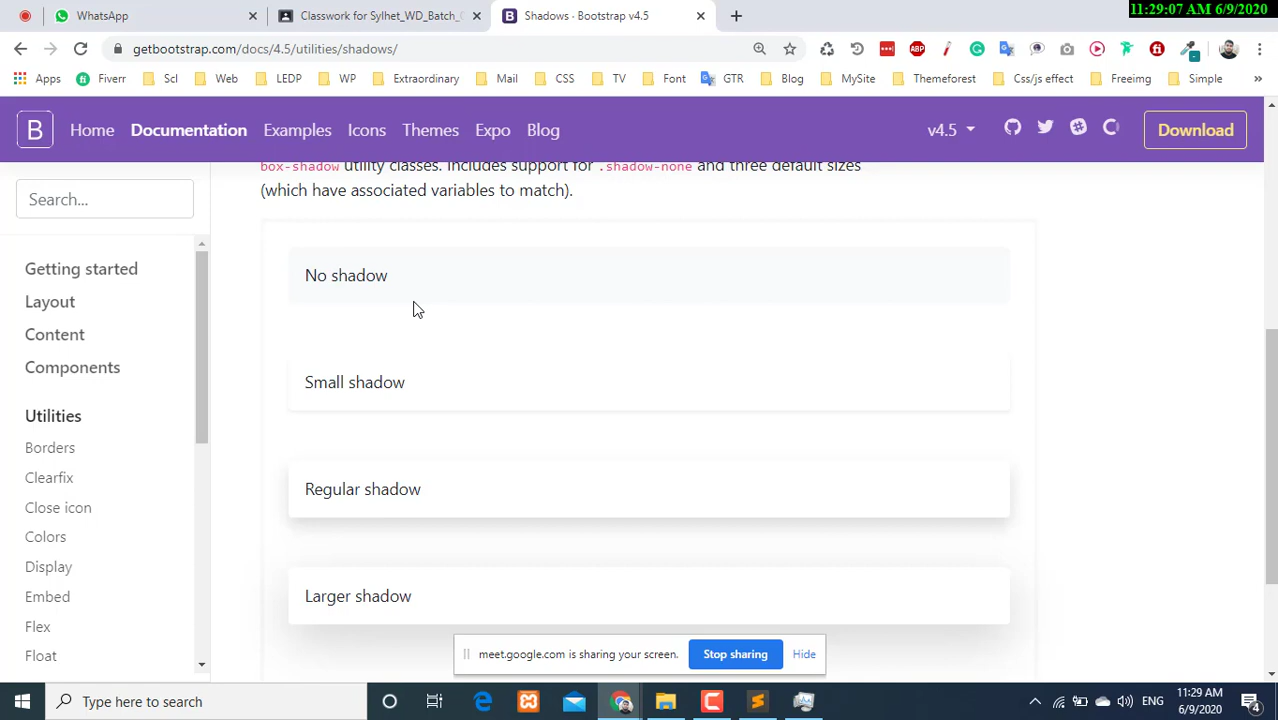 11:29:07 AM 6/9/2020
WhatsApp
Classwork for Sylhet_WD_Batch_
Shadows · Bootstrap v4.5
getbootstrap.com/docs/4.5/utilities/shadows/
Apps Fiverr Scl Web LEDP WP Extraordinary Mail CSS TV Font GTR Blog MySite Themeforest Css/js effect Freeimg Simple
B Home Documentation Examples Icons Themes Expo Blog v4.5 Download
box-shadow utility classes. Includes support for .shadow-none and three default sizes
(which have associated variables to match).
Search...
Getting started
Layout
Content
Components
Utilities
Borders
Clearfix
Close icon
Colors
Display
Embed
Flex
Float
No shadow
Small shadow
Regular shadow
Larger shadow
meet.google.com is sharing your screen. Stop sharing Hide
Type here to search
ENG
11:29 AM
6/9/2020
4